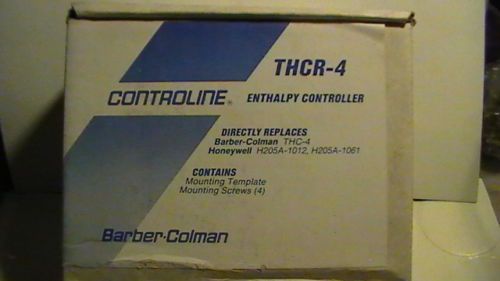 THCR-4
CONTROLINE® ENTHALPY CONTROLLER
DIRECTLY REPLACES
Barber-Colman THC-4
Honeywell H205A-1012, H205A-1061
CONTAINS
Mounting Template
Mounting Screws (4)
Barber-Colman